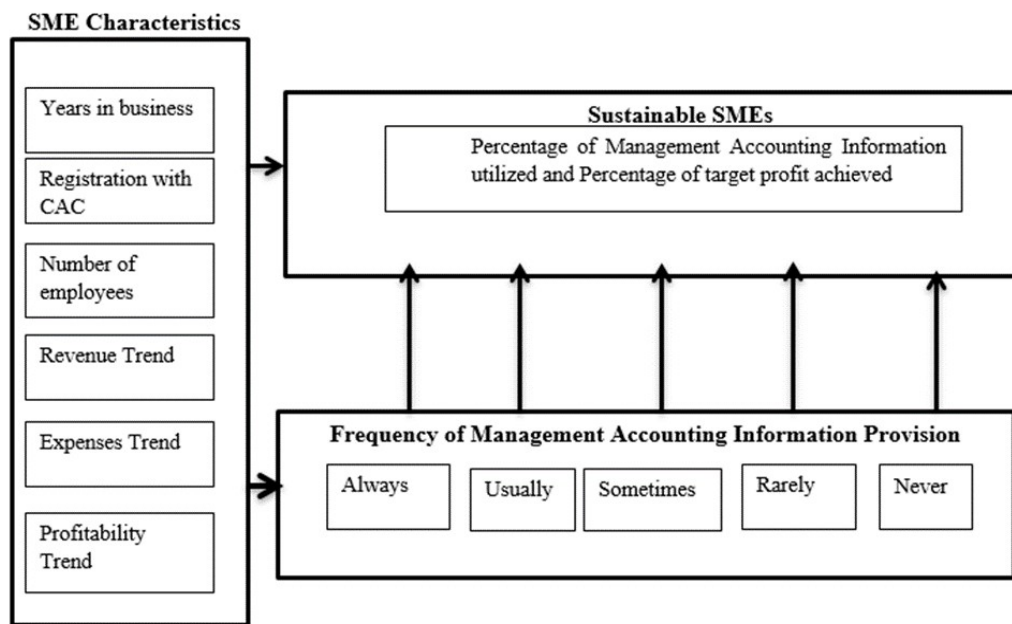 SME Characteristics
Years in business
Registration with
CAC
Number of
employees
Revenue Trend
Expenses Trend
Profitability
Trend
Sustainable SMEs
Percentage of Management Accounting Information
utilized and Percentage of target profit achieved
Frequency of Management Accounting Information Provision
Always
Usually
Sometimes
Rarely
Never